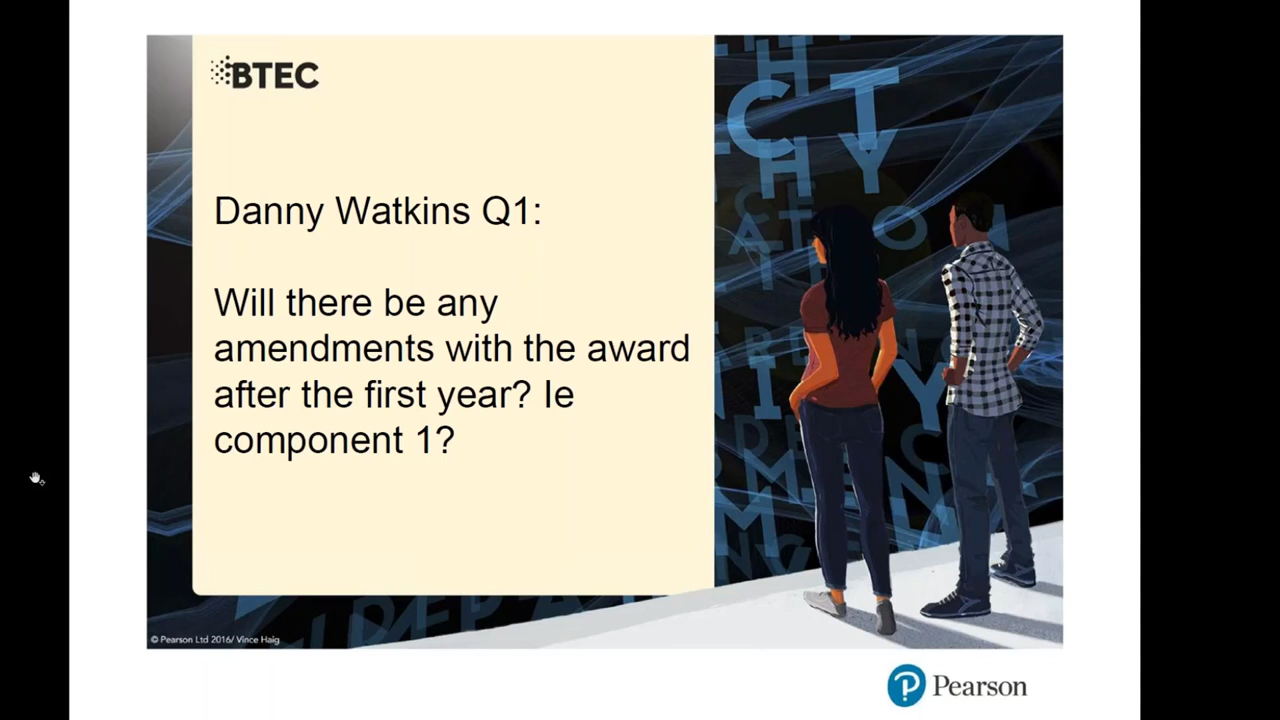 BTEC
Danny Watkins Q1:
Will there be any
amendments with the award
after the first year? Ie
component 1?
© Pearson Ltd 2016/ Vince Haig
Pearson